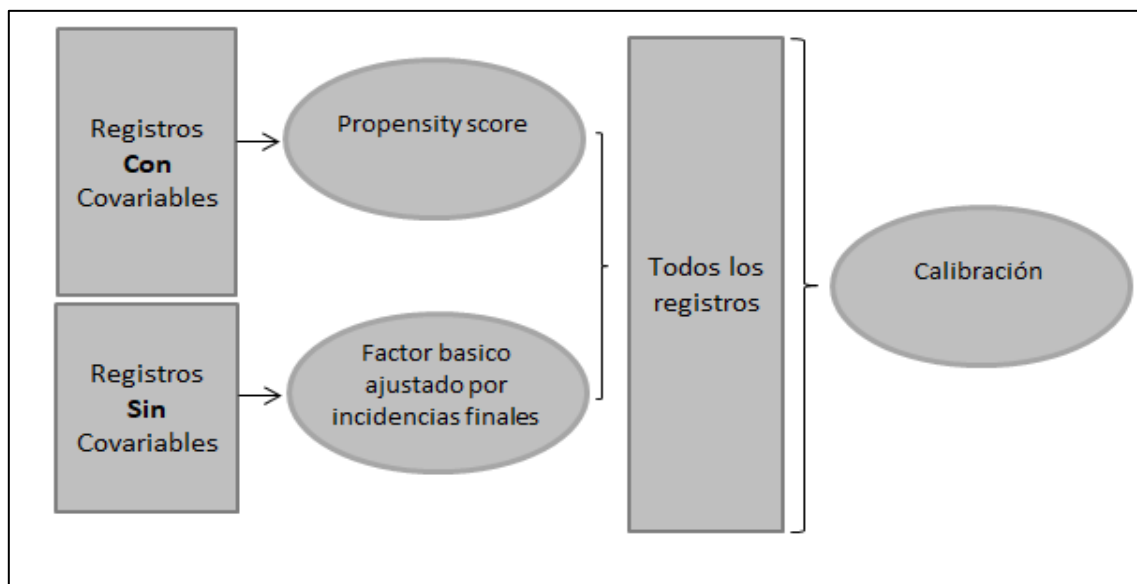 Registros
Con
Covariables
Propensity score
Registros
Sin
Covariables
Factor basico
ajustado por
incidencias finales
Todos los
registros
Calibración